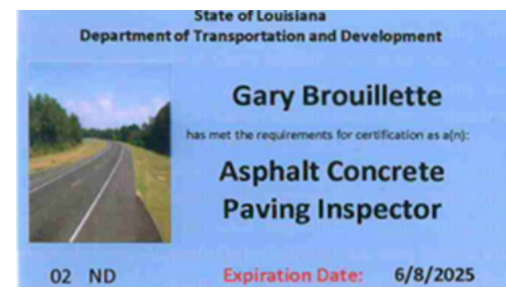 State of Louisiana
Department of Transportation and Development
Gary Brouillette
has met the requirements for certification as a(n):
Asphalt Concrete
Paving Inspector
02 ND
Expiration Date: 6/8/2025